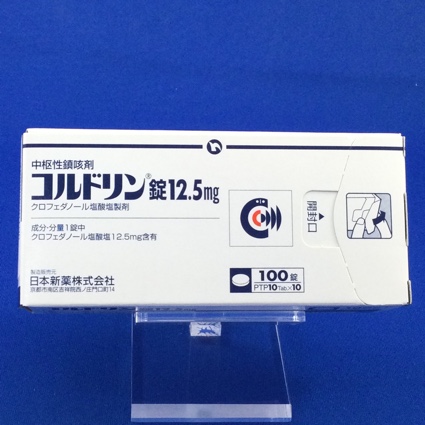 中枢性鎮咳剤
コルドリン®錠12.5mg
クロフェダノール塩酸塩製剤
成分・分量1錠中
クロフェダノール塩酸塩12.5mg含有
製造販売元
日本新薬株式会社
京都市南区吉祥院西ノ庄門口町14
開封口
100錠
PTP10Tab×10